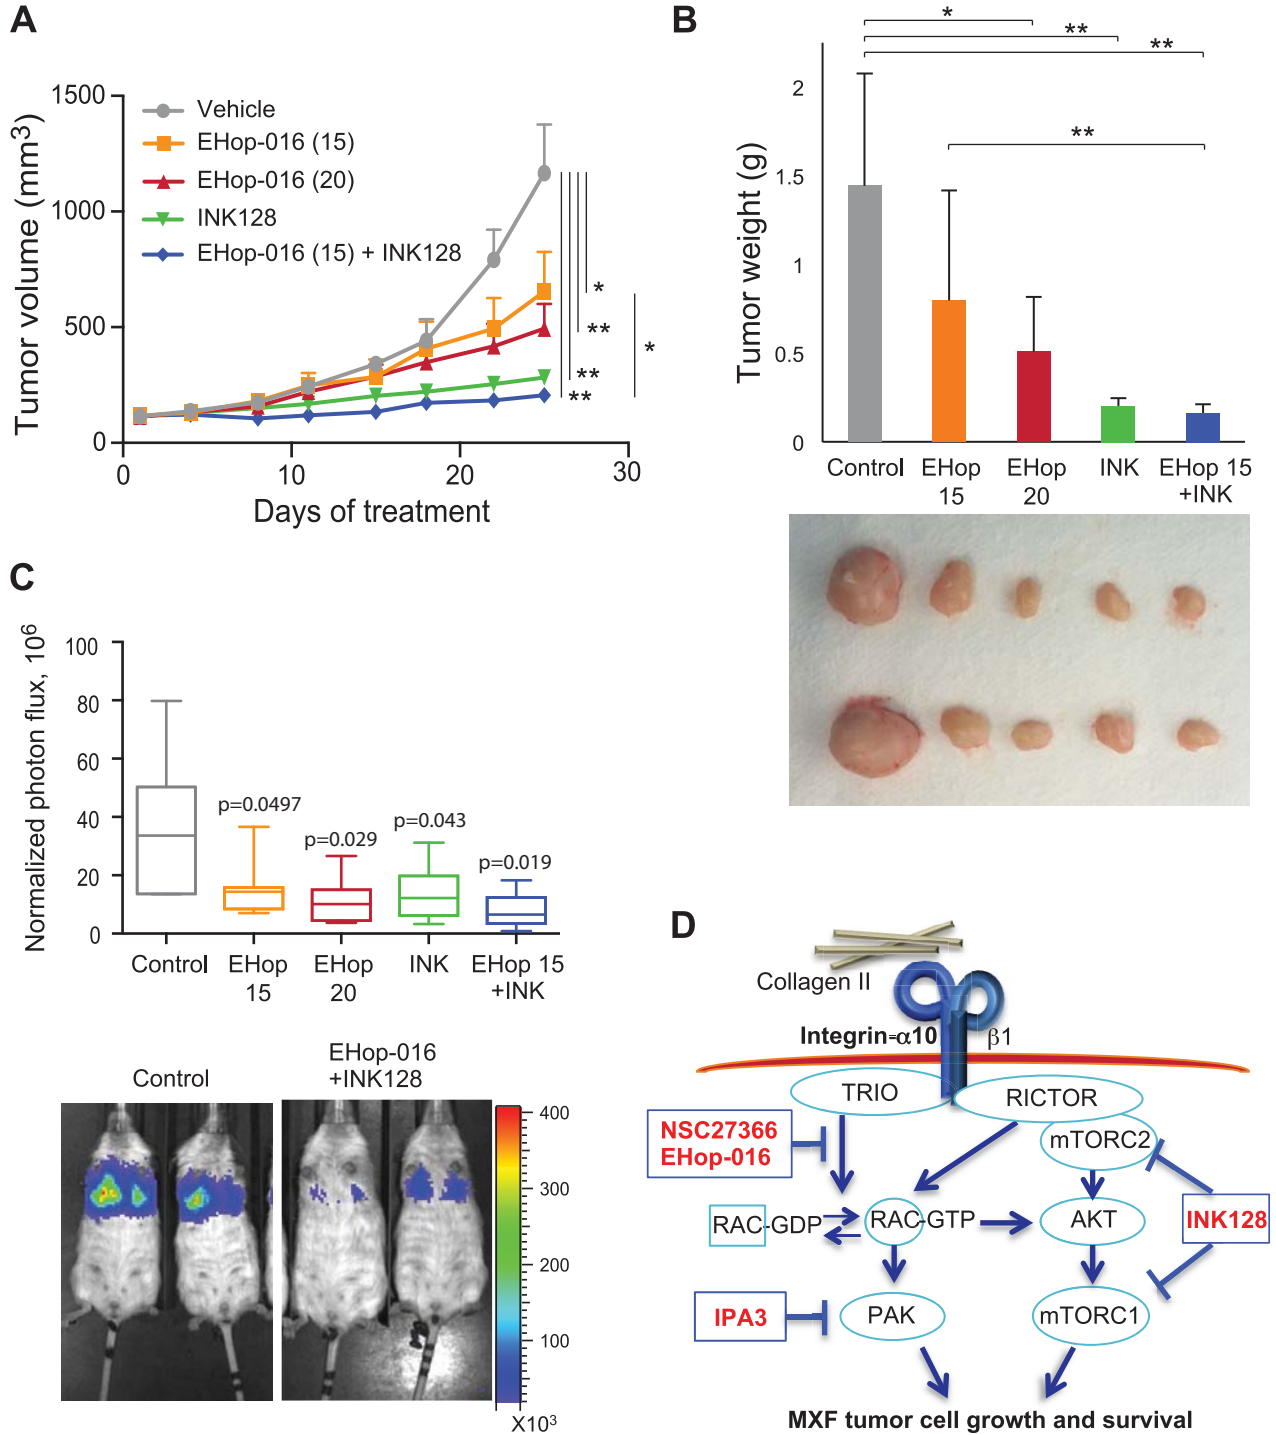 A
Tumor volume (mm³)
1500
1000
500
0
0
10
20
30
Days of treatment
Vehicle
EHop-016 (15)
EHop-016 (20)
INK128
EHop-016 (15) + INK128
*
**
**
**
*
B
Tumor weight (g)
2
1.5
1
0.5
0
*
**
**
**
Control
EHop
15
EHop
20
INK
EHop 15
+INK
C
Normalized photon flux, 10⁶
100
80
60
40
20
0
p=0.0497
p=0.029
p=0.043
p=0.019
Control
EHop
15
EHop
20
INK
EHop 15
+INK
Control
EHop-016
+INK128
400
300
200
100
X10³
D
Collagen II
Integrin-α10
β1
TRIO
RICTOR
mTORC2
NSC27366
EHop-016
RAC-GDP
RAC-GTP
AKT
INK128
IPA3
PAK
mTORC1
MXF tumor cell growth and survival